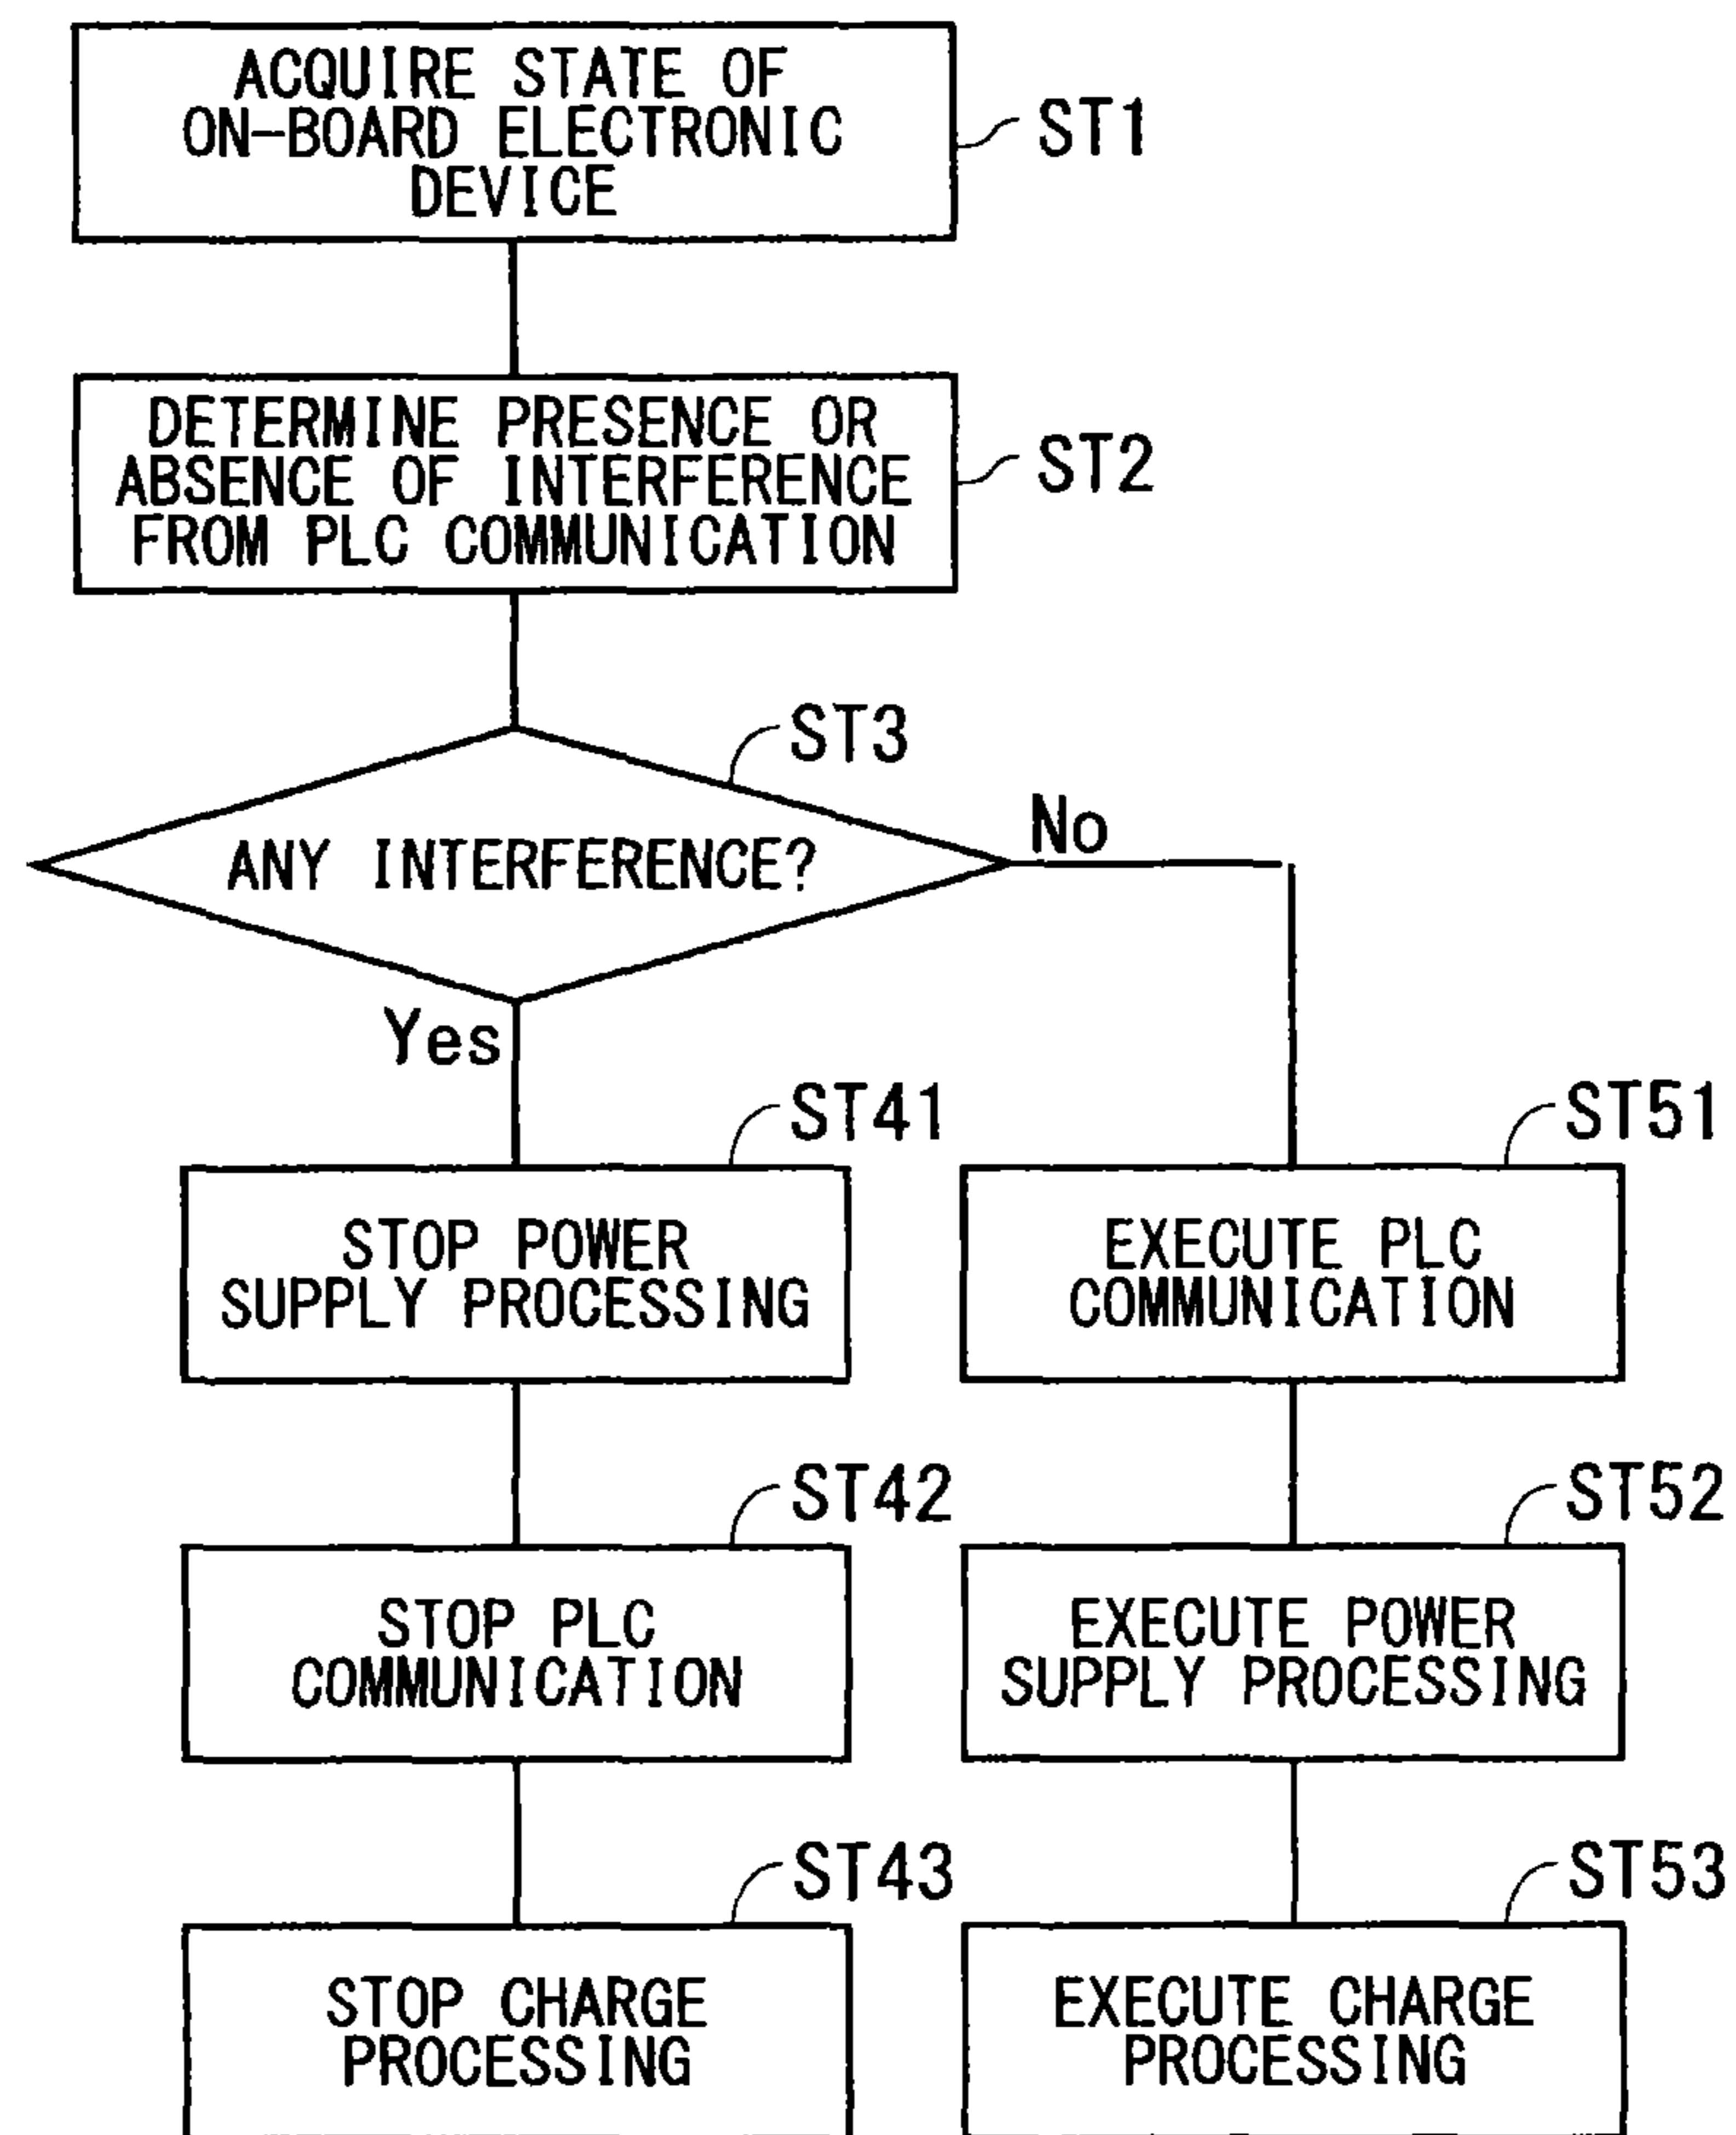 ACQUIRE STATE OF
ON-BOARD ELECTRONIC
DEVICE
ST1
DETERMINE PRESENCE OR
ABSENCE OF INTERFERENCE
FROM PLC COMMUNICATION
ST2
ST3
ANY INTERFERENCE?
No
Yes
ST41
STOP POWER
SUPPLY PROCESSING
ST51
EXECUTE PLC
COMMUNICATION
ST42
STOP PLC
COMMUNICATION
ST52
EXECUTE POWER
SUPPLY PROCESSING
ST43
STOP CHARGE
PROCESSING
ST53
EXECUTE CHARGE
PROCESSING